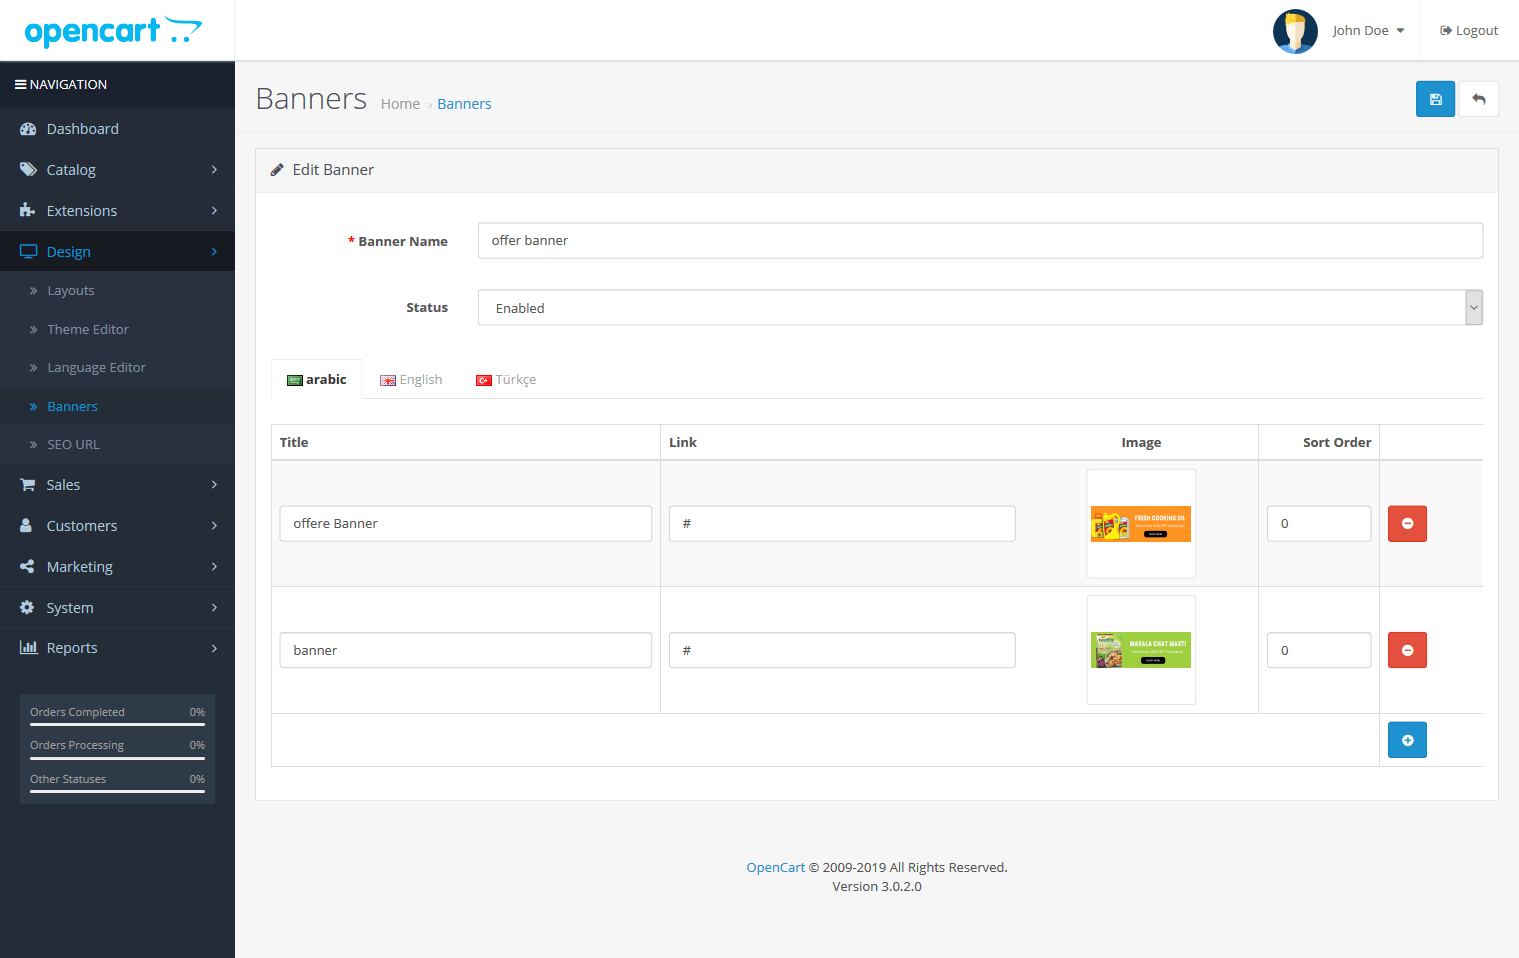 opencart
John Doe
Logout
NAVIGATION
Dashboard
Catalog
Extensions
Design
Layouts
Theme Editor
Language Editor
Banners
SEO URL
Sales
Customers
Marketing
System
Reports
Orders Completed 0%
Orders Processing 0%
Other Statuses 0%
Banners Home › Banners
Edit Banner
* Banner Name offer banner
Status Enabled
arabic English Türkçe
Title Link Image Sort Order
offere Banner # 0
FRESH COOKING OIL
banner # 0
MASALA CHAT MASTI
SHOP NOW
OpenCart © 2009-2019 All Rights Reserved.
Version 3.0.2.0